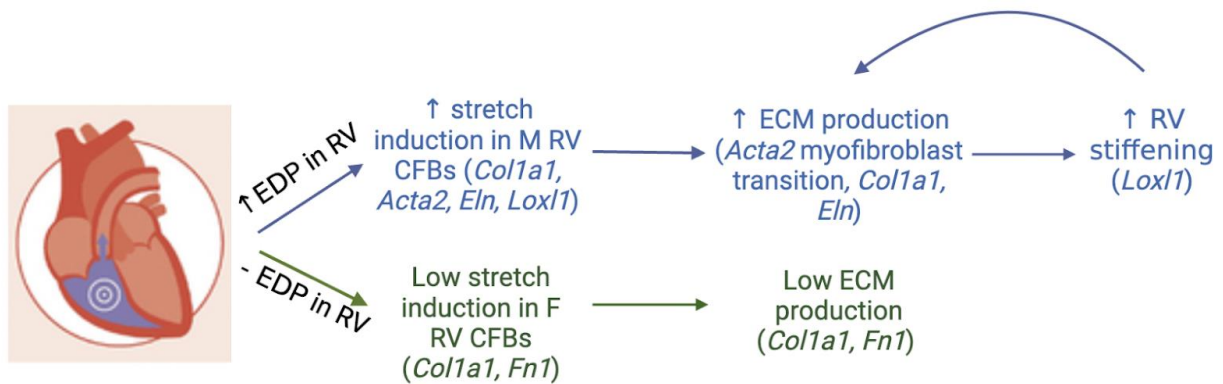 ↑ EDP in RV
↑ stretch
induction in M RV
CFBs (Col1a1,
Acta2, Eln, Loxl1)
↑ ECM production
(Acta2 myofibroblast
transition, Col1a1,
Eln)
↑ RV
stiffening
(Loxl1)
- EDP in RV
Low stretch
induction in F
RV CFBs
(Col1a1, Fn1)
Low ECM
production
(Col1a1, Fn1)